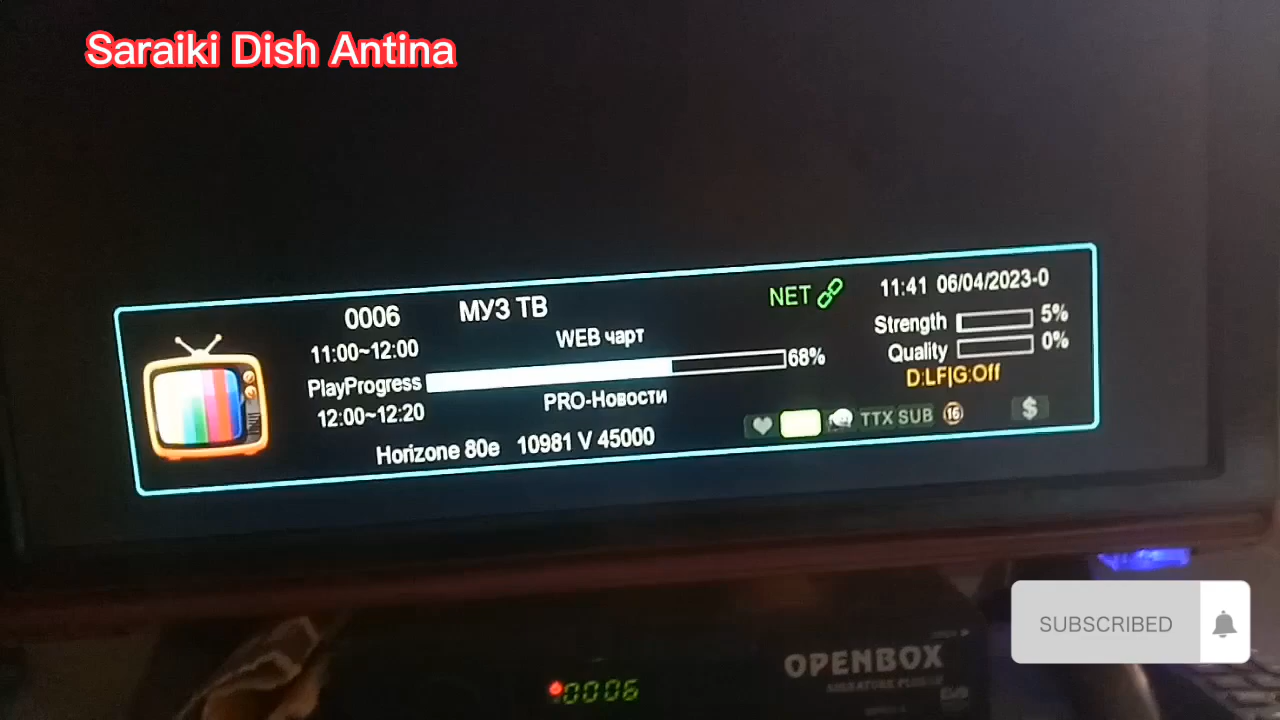 Saraiki Dish Antina
0006 МУЗ ТВ NET 11:41 06/04/2023-0
11:00~12:00 WEB чарт Strength 5%
PlayProgress 68% Quality 0%
12:00~12:20 PRO-Новости D:LF|G:Off
Horizone 80e 10981 V 45000 TTX SUB 16 $
SUBSCRIBED
OPENBOX
0006